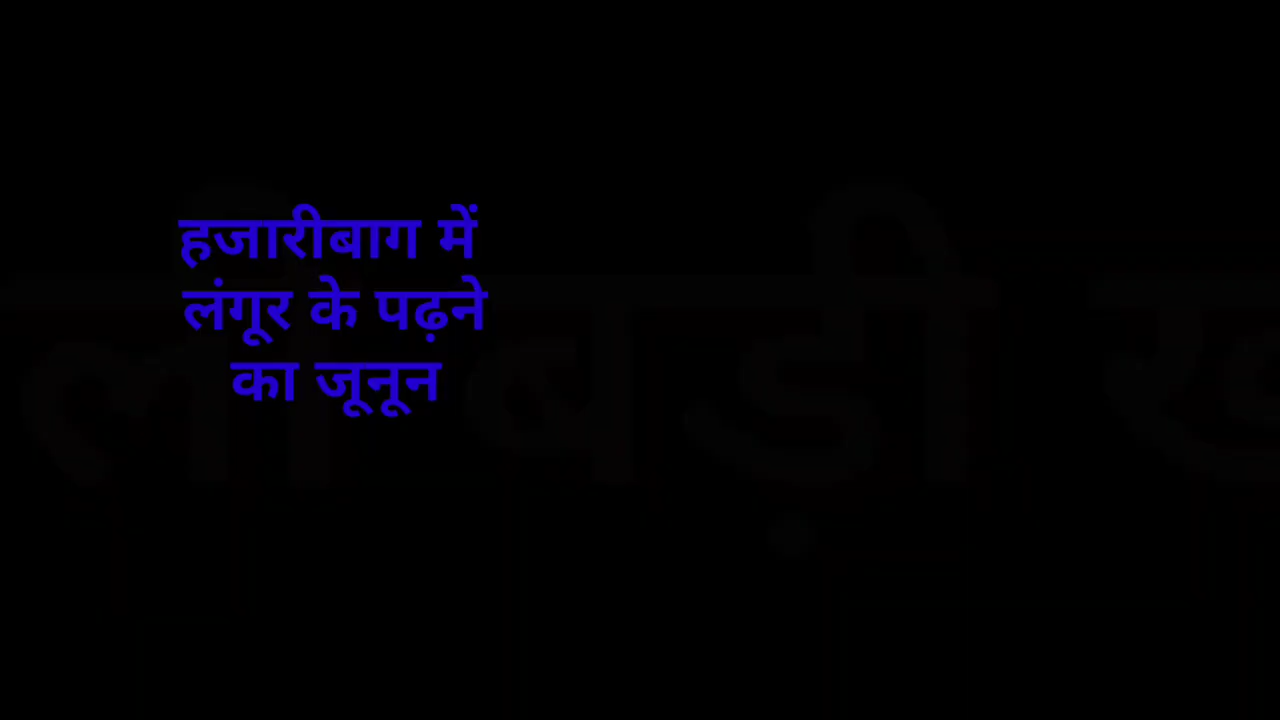 हजारीबाग में
लंगूर के पढ़ने
का जूनून